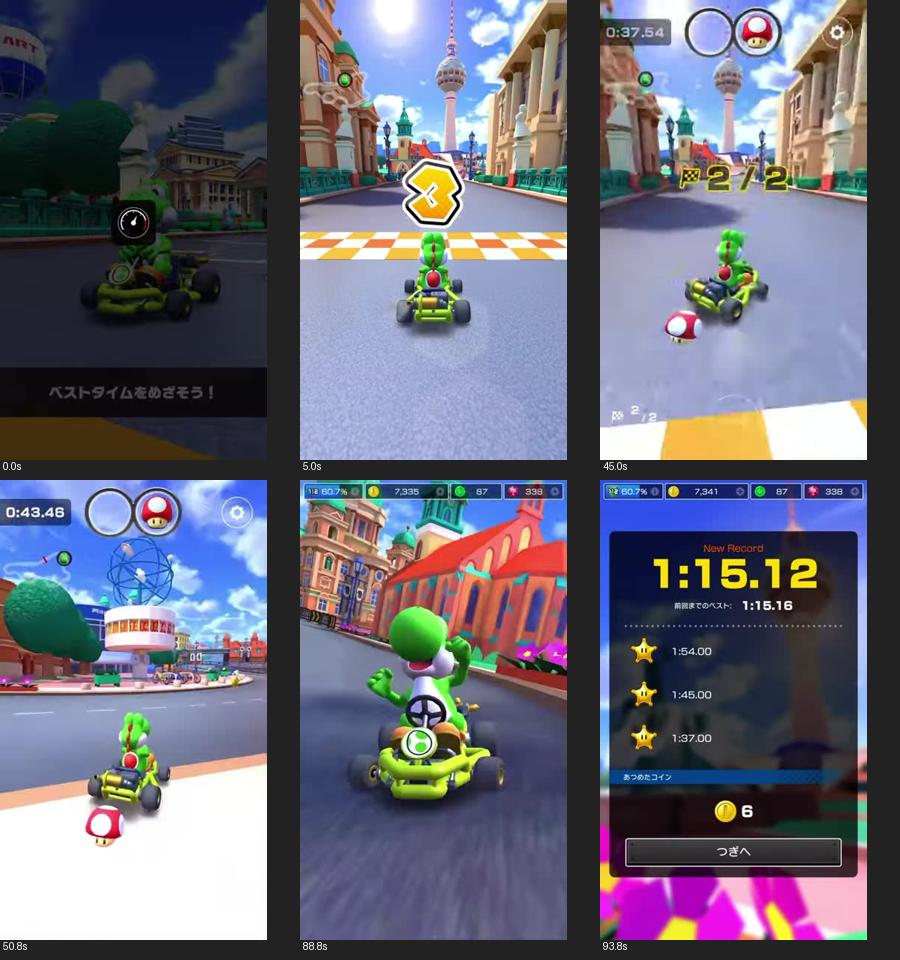 ART
ベストタイムをめざそう！
0.0s
3
5.0s
0:37.54
2/2
2/2
45.0s
0:43.46
50.8s
60.7% 7,335 87 338
88.8s
60.7% 7,341 87 338
New Record
1:15.12
前回までのベスト: 1:15.16
1:54.00
1:45.00
1:37.00
あつめたコイン
6
つぎへ
93.8s